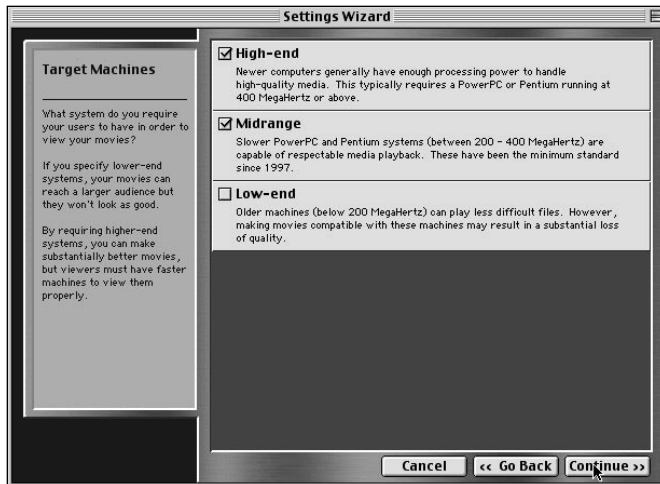 Settings Wizard
Target Machines
What system do you require
your users to have in order to
view your movies?
If you specify lower-end
systems, your movies can
reach a larger audience but
they won't look as good.
By requiring higher-end
systems, you can make
substantially better movies,
but viewers must have faster
machines to view them
properly.
High-end
Newer computers generally have enough processing power to handle
high-quality media. This typically requires a PowerPC or Pentium running at
400 MegaHertz or above.
Midrange
Slower PowerPC and Pentium systems (between 200 - 400 MegaHertz) are
capable of respectable media playback. These have been the minimum standard
since 1997.
Low-end
Older machines (below 200 MegaHertz) can play less difficult files. However,
making movies compatible with these machines may result in a substantial loss
of quality.
Cancel << Go Back Continue >>